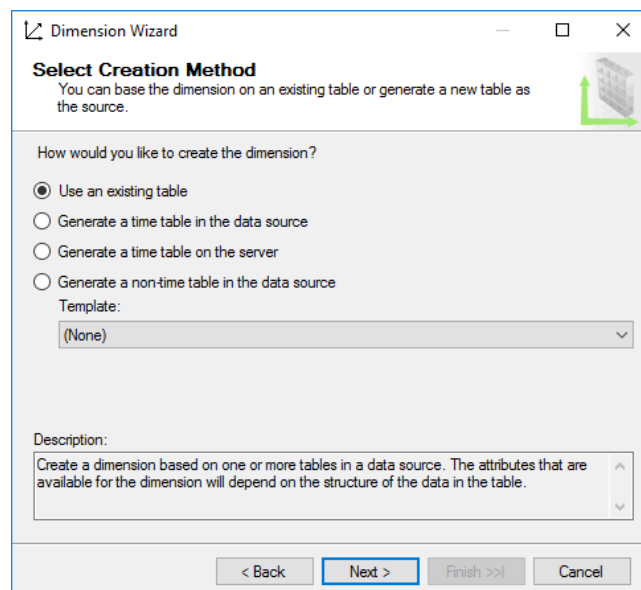 Dimension Wizard
Select Creation Method
You can base the dimension on an existing table or generate a new table as
the source.
How would you like to create the dimension?
Use an existing table
Generate a time table in the data source
Generate a time table on the server
Generate a non-time table in the data source
Template:
(None)
Description:
Create a dimension based on one or more tables in a data source. The attributes that are
available for the dimension will depend on the structure of the data in the table.
< Back
Next >
Finish >>|
Cancel